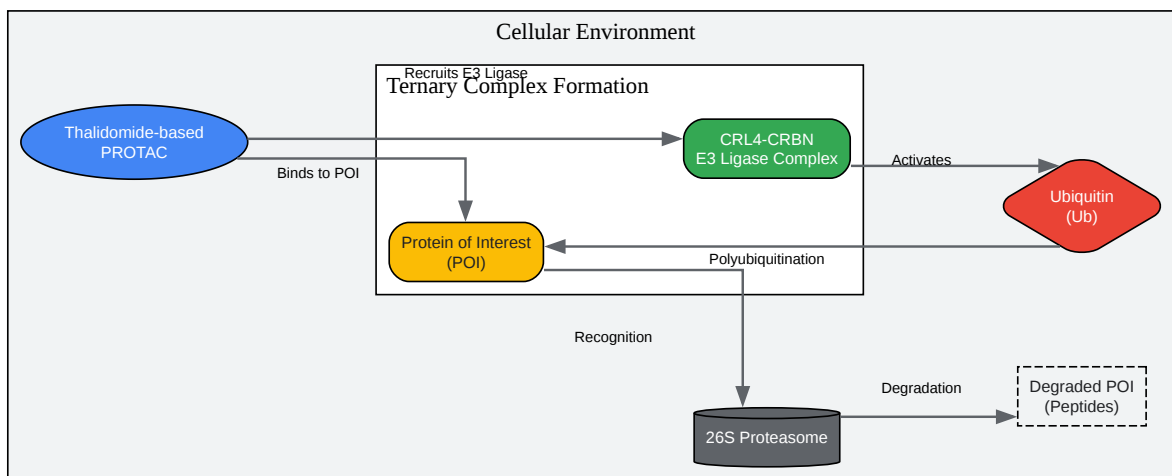 Cellular Environment
Recruits E3 Ligase
Ternary Complex Formation
Thalidomide-based
PROTAC
CRL4-CRBN
E3 Ligase Complex
Activates
Binds to POI
Ubiquitin
(Ub)
Protein of Interest
(POI)
Polyubiquitination
Recognition
Degradation
Degraded POI
(Peptides)
26S Proteasome